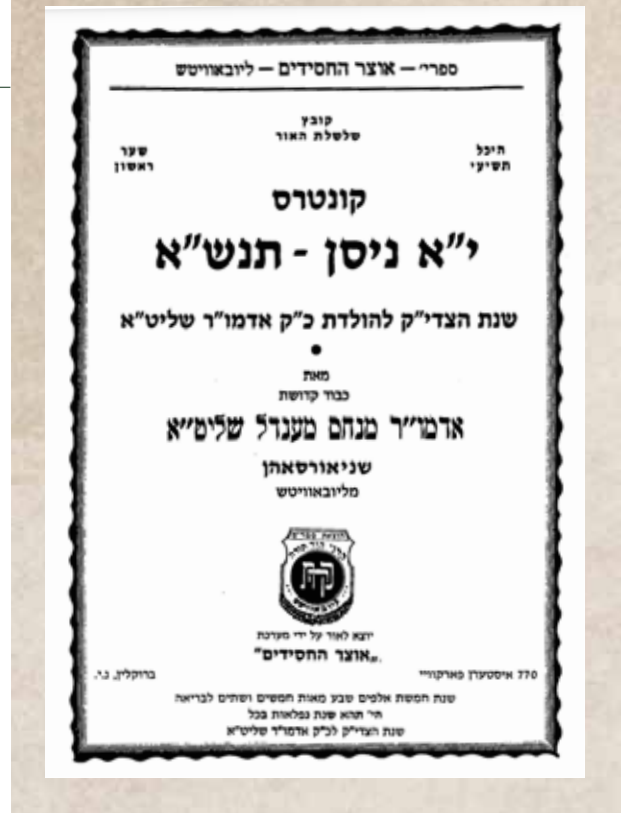 ספרי׳ — אוצר החסידים — ליובאוויטש
קובץ
שלשלת האור
היכל
תשיעי
שער
ראשון
קונטרס
י״א ניסן - תנש״א
שנת הצדי״ק להולדת כ״ק אדמו״ר שליט״א
מאת
כבוד קדושת
אדמו״ר מנחם מענדל שליט״א
שניאורסאהן
מליובאוויטש
יוצא לאור על ידי מערכת
„אוצר החסידים״
770 איסטערן פארקוויי
ברוקלין, נ.י.
שנת חמשת אלפים שבע מאות חמשים ושתים לבריאה
הי׳ תהא שנת נפלאות בכל
שנת הצדי״ק לכ״ק אדמו״ר שליט״א